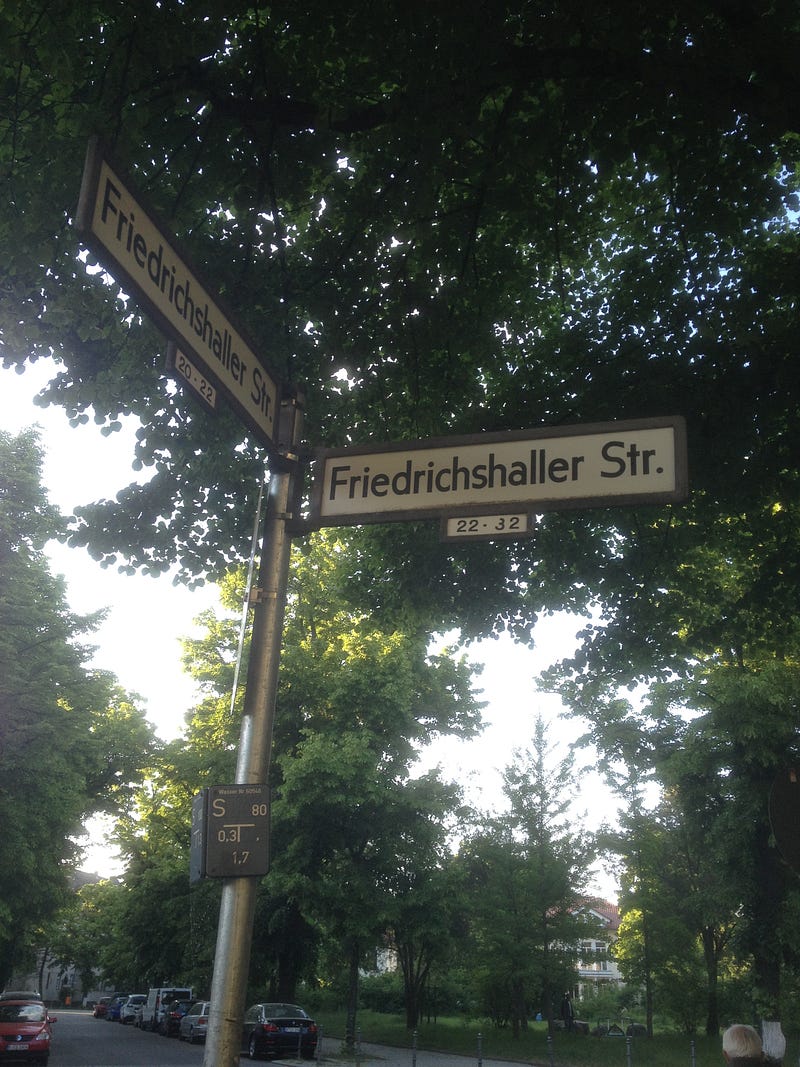 Friedrichshaller Str.
20 - 22
Friedrichshaller Str.
22 - 32
S 80
0,3
1,7